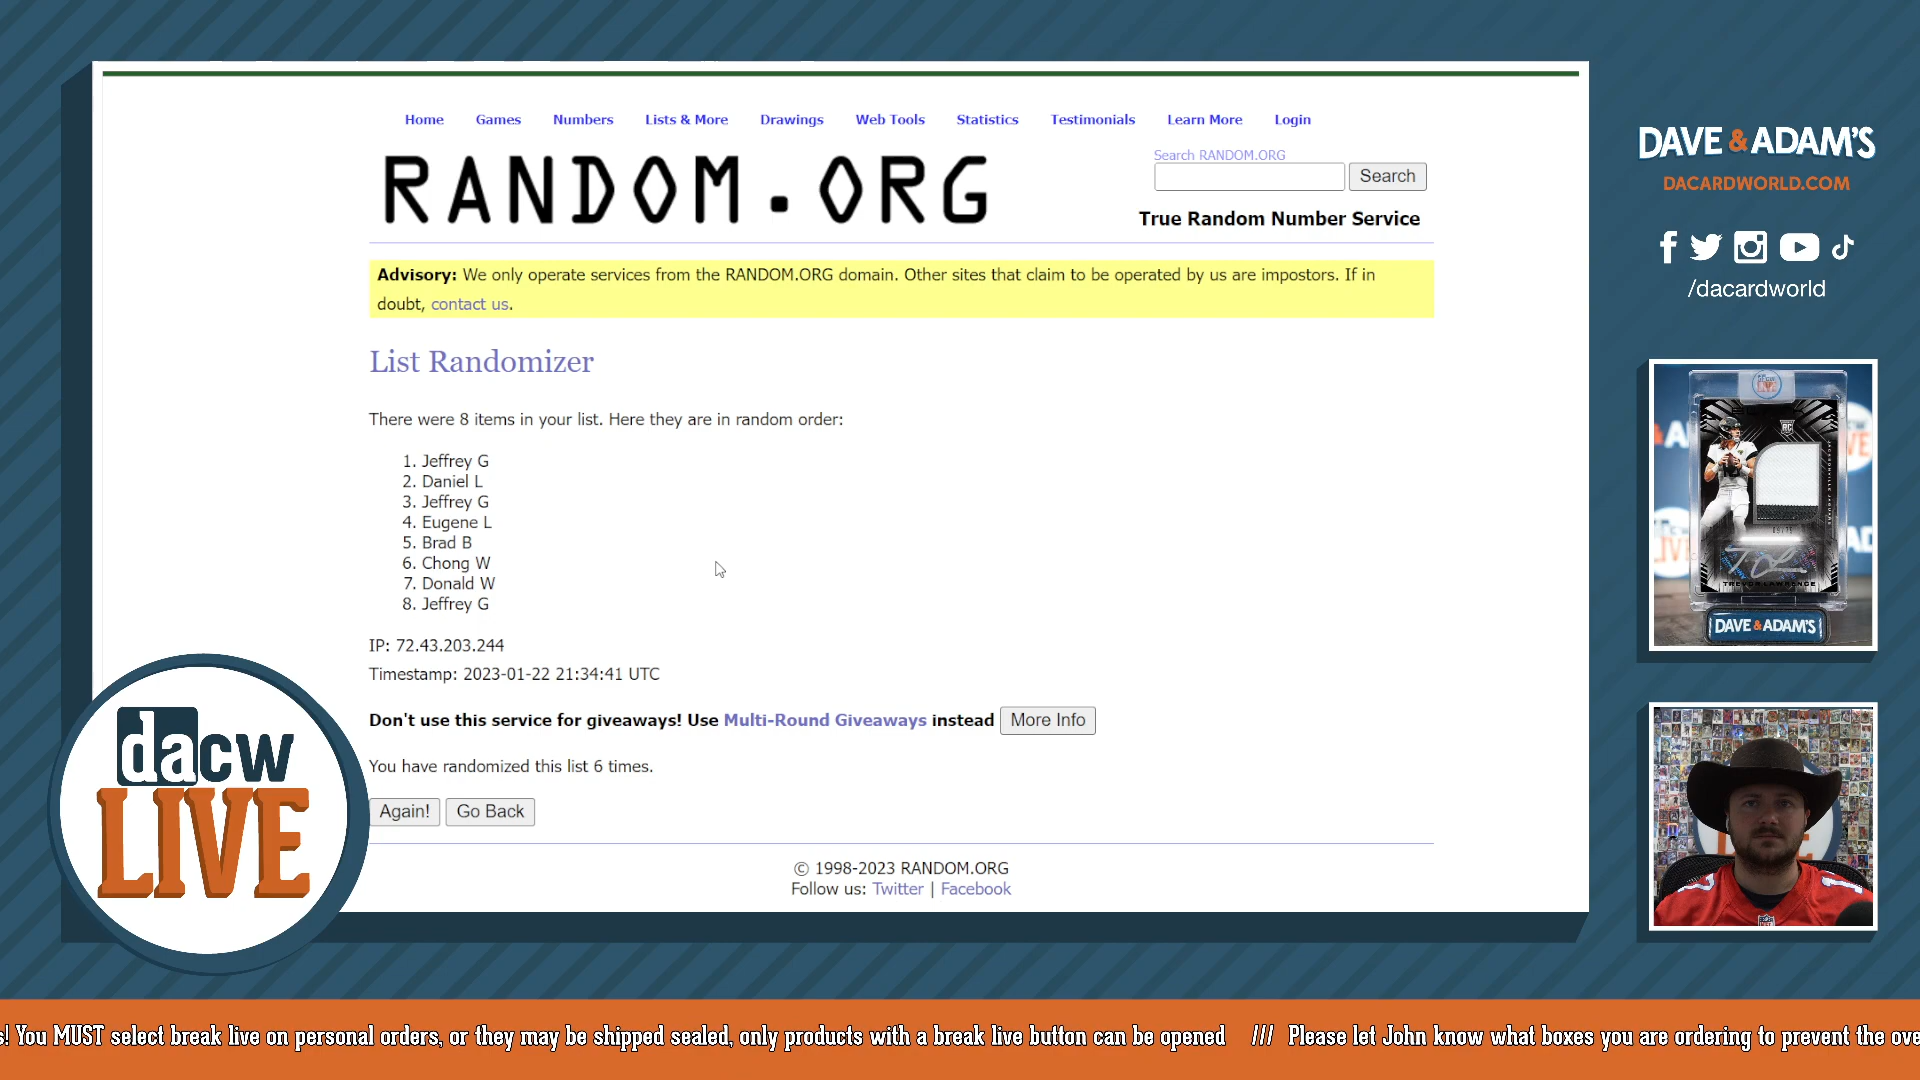 Home Games Numbers Lists & More Drawings Web Tools Statistics Testimonials Learn More Login
RANDOM.ORG
Search RANDOM.ORG
Search
True Random Number Service
Advisory: We only operate services from the RANDOM.ORG domain. Other sites that claim to be operated by us are impostors. If in
doubt, contact us.
List Randomizer
There were 8 items in your list. Here they are in random order:
1. Jeffrey G
2. Daniel L
3. Jeffrey G
4. Eugene L
5. Brad B
6. Chong W
7. Donald W
8. Jeffrey G
IP: 72.43.203.244
Timestamp: 2023-01-22 21:34:41 UTC
Don't use this service for giveaways! Use Multi-Round Giveaways instead More Info
You have randomized this list 6 times.
Again! Go Back
© 1998-2023 RANDOM.ORG
Follow us: Twitter | Facebook
dacw
LIVE
DAVE & ADAM'S
DACARDWORLD.COM
/dacardworld
RC
TREVOR LAWRENCE
DAVE & ADAM'S
s! You MUST select break live on personal orders, or they may be shipped sealed, only products with a break live button can be opened /// Please let John know what boxes you are ordering to prevent the ove